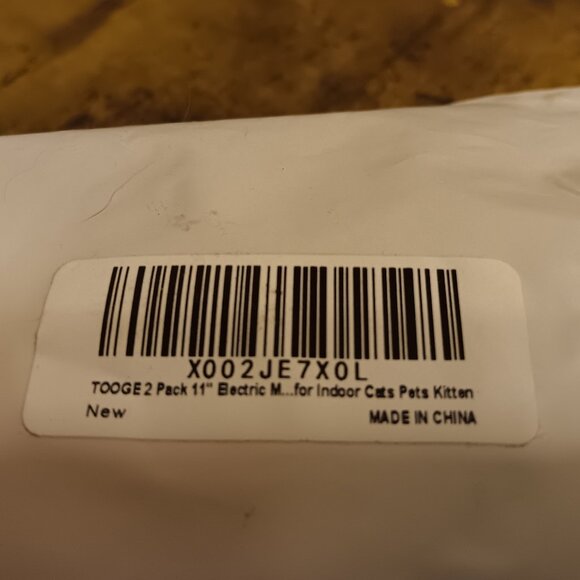 X002JE7X0L
TOOGE 2 Pack 11" Electric M...for Indoor Cats Pets Kitten
New
MADE IN CHINA